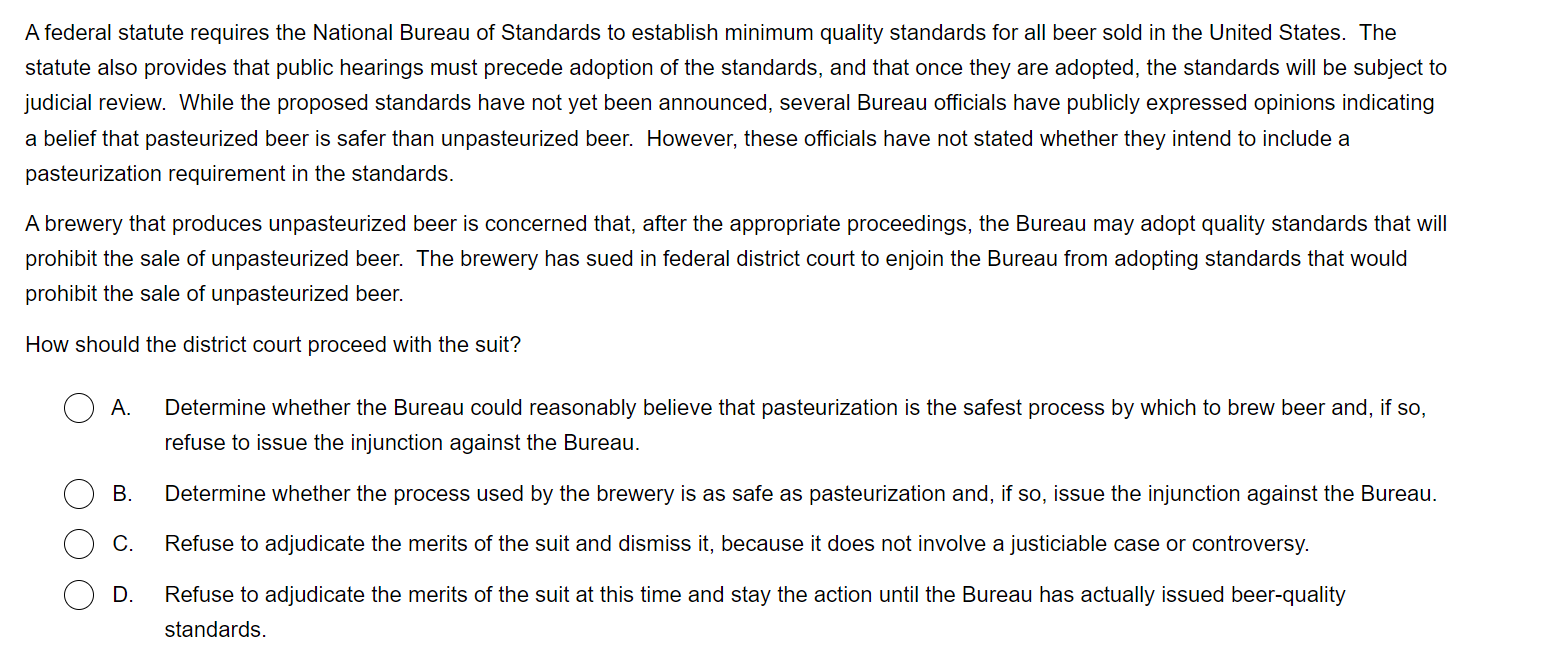 A federal statute requires the National Bureau of Standards to establish minimum quality standards for all beer sold in the United States.  The
statute also provides that public hearings must precede adoption of the standards, and that once they are adopted, the standards will be subject to
judicial review.  While the proposed standards have not yet been announced, several Bureau officials have publicly expressed opinions indicating
a belief that pasteurized beer is safer than unpasteurized beer.  However, these officials have not stated whether they intend to include a
pasteurization requirement in the standards.
A brewery that produces unpasteurized beer is concerned that, after the appropriate proceedings, the Bureau may adopt quality standards that will
prohibit the sale of unpasteurized beer.  The brewery has sued in federal district court to enjoin the Bureau from adopting standards that would
prohibit the sale of unpasteurized beer.
How should the district court proceed with the suit?
A. Determine whether the Bureau could reasonably believe that pasteurization is the safest process by which to brew beer and, if so,
refuse to issue the injunction against the Bureau.
B. Determine whether the process used by the brewery is as safe as pasteurization and, if so, issue the injunction against the Bureau.
C. Refuse to adjudicate the merits of the suit and dismiss it, because it does not involve a justiciable case or controversy.
D. Refuse to adjudicate the merits of the suit at this time and stay the action until the Bureau has actually issued beer-quality
standards.